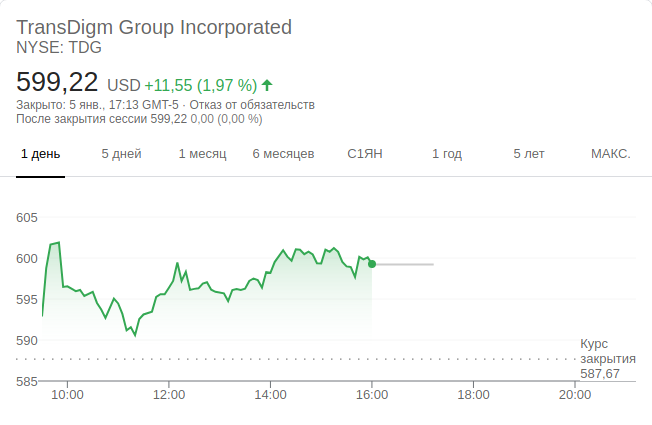 TransDigm Group Incorporated
NYSE: TDG
599,22 USD +11,55 (1,97 %)
Закрыто: 5 янв., 17:13 GMT-5 · Отказ от обязательств
После закрытия сессии 599,22 0,00 (0,00 %)
1 день 5 дней 1 месяц 6 месяцев С1ЯН 1 год 5 лет МАКС.
605
600
595
590
585
Курс
закрытия
587,67
10:00 12:00 14:00 16:00 18:00 20:00